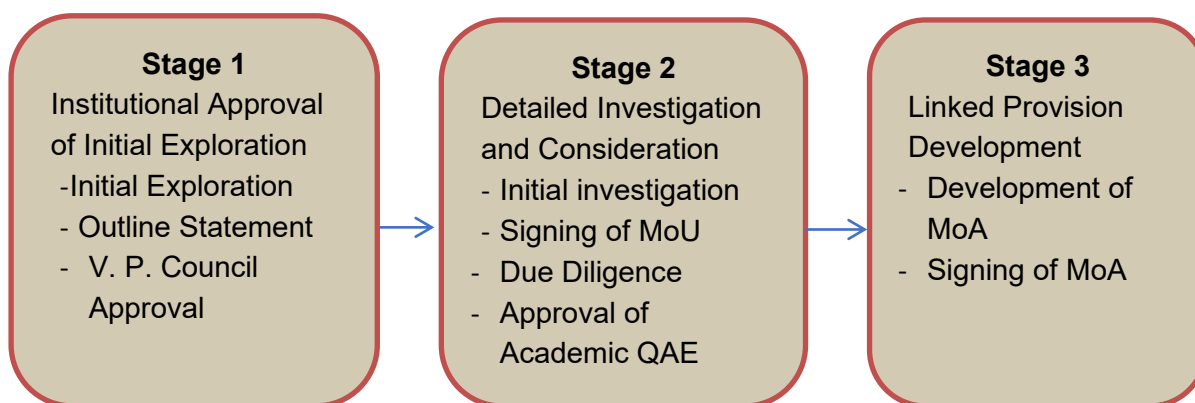 Stage 1
Institutional Approval
of Initial Exploration
-Initial Exploration
- Outline Statement
- V. P. Council
Approval
Stage 2
Detailed Investigation
and Consideration
- Initial investigation
- Signing of MoU
- Due Diligence
- Approval of
Academic QAE
Stage 3
Linked Provision
Development
- Development of
MoA
- Signing of MoA